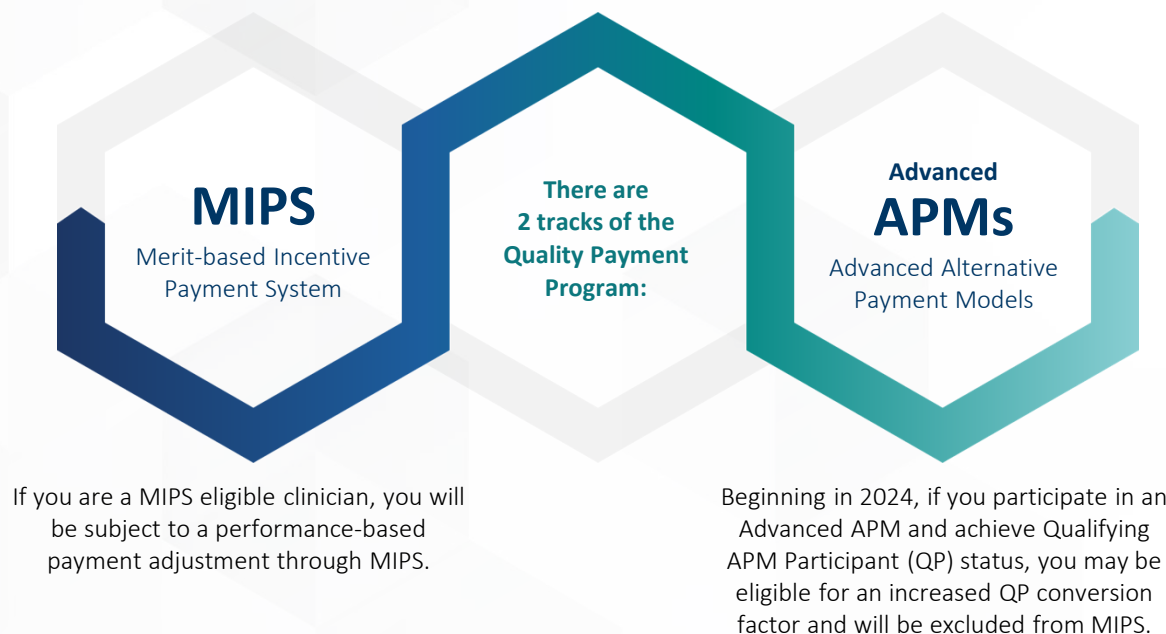 MIPS
Merit-based Incentive
Payment System
There are
2 tracks of the
Quality Payment
Program:
Advanced
APMs
Advanced Alternative
Payment Models
If you are a MIPS eligible clinician, you will
be subject to a performance-based
payment adjustment through MIPS.
Beginning in 2024, if you participate in an
Advanced APM and achieve Qualifying
APM Participant (QP) status, you may be
eligible for an increased QP conversion
factor and will be excluded from MIPS.